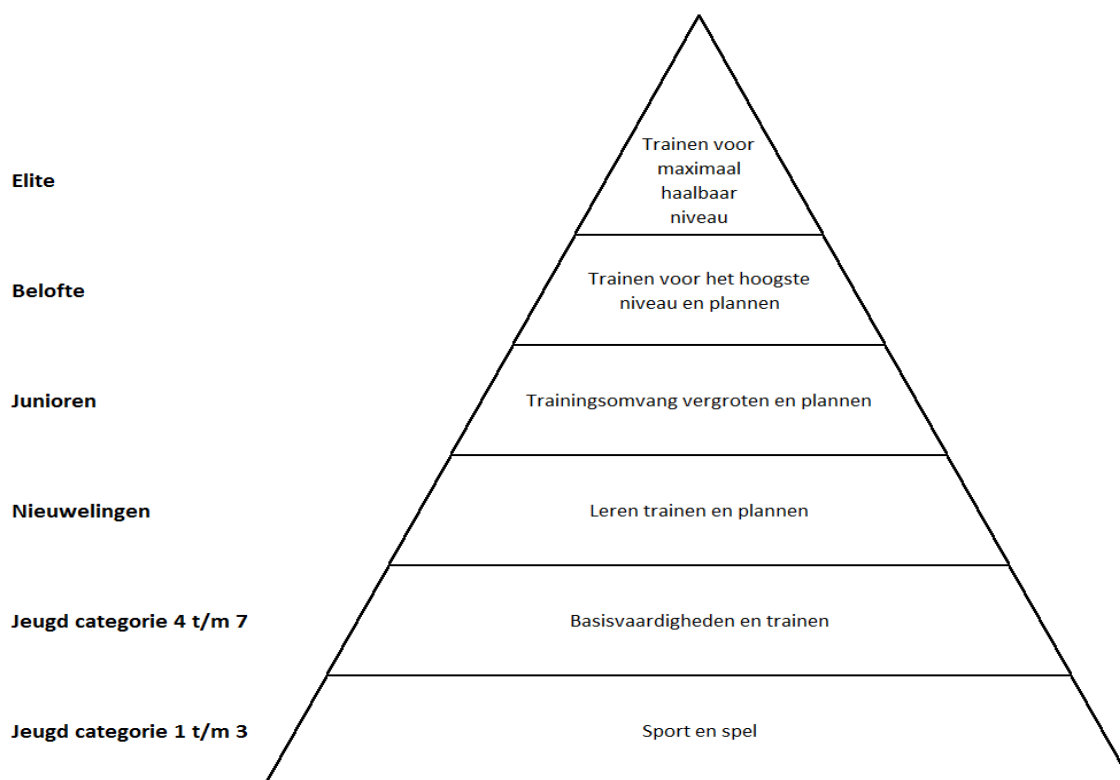 Elite
Trainen voor
maximaal
haalbaar
niveau
Belofte
Trainen voor het hoogste
niveau en plannen
Junioren
Trainingsomvang vergroten en plannen
Nieuwelingen
Leren trainen en plannen
Jeugd categorie 4 t/m 7
Basisvaardigheden en trainen
Jeugd categorie 1 t/m 3
Sport en spel